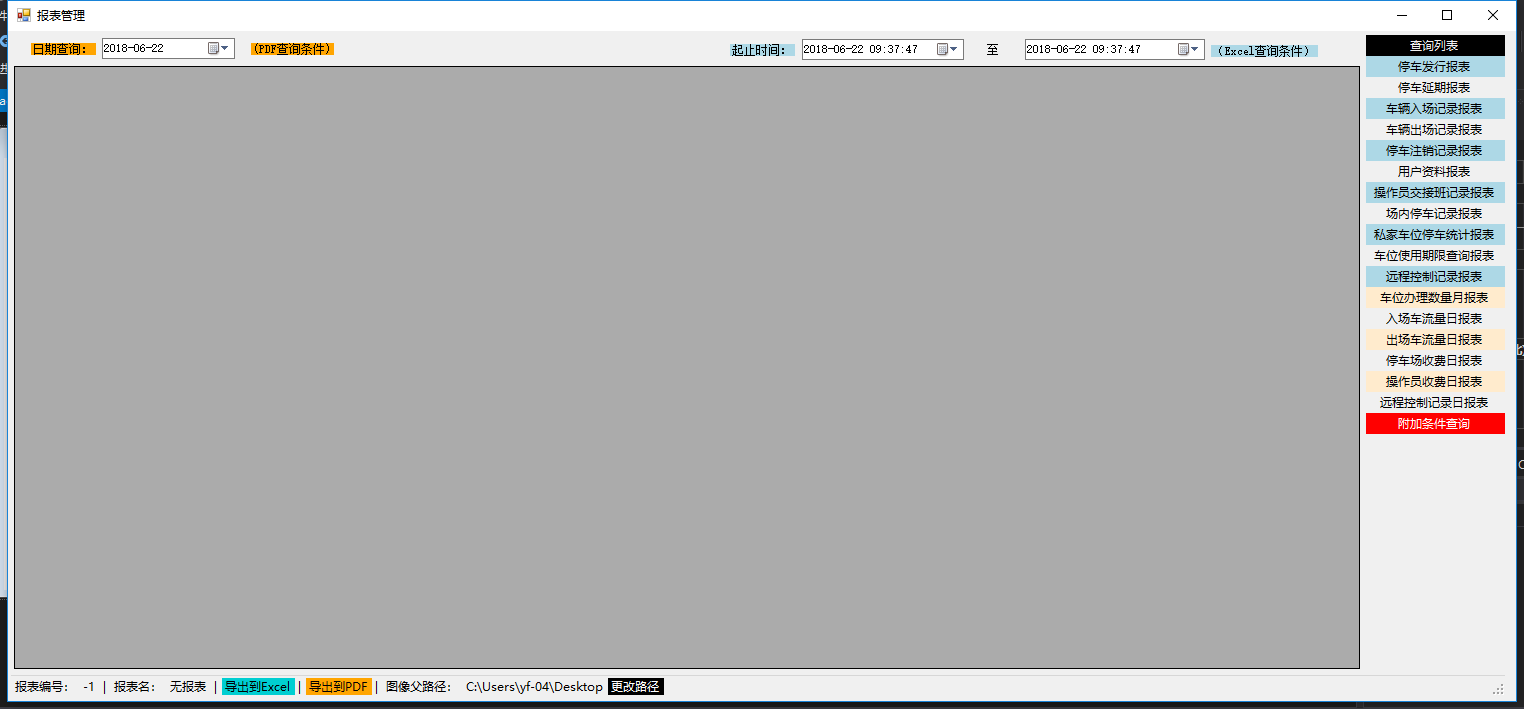 报表管理
日期查询： 2018-06-22 (PDF查询条件) 起止时间： 2018-06-22 09:37:47 至 2018-06-22 09:37:47 (Excel查询条件)
查询列表
停车发行报表
停车延期报表
车辆入场记录报表
车辆出场记录报表
停车注销记录报表
用户资料报表
操作员交接班记录报表
场内停车记录报表
私家车位停车统计报表
车位使用期限查询报表
远程控制记录报表
车位办理数量月报表
入场车流量日报表
出场车流量日报表
停车场收费日报表
操作员收费日报表
远程控制记录日报表
附加条件查询
报表编号： -1 | 报表名： 无报表 | 导出到Excel | 导出到PDF | 图像父路径： C:\Users\yf-04\Desktop 更改路径